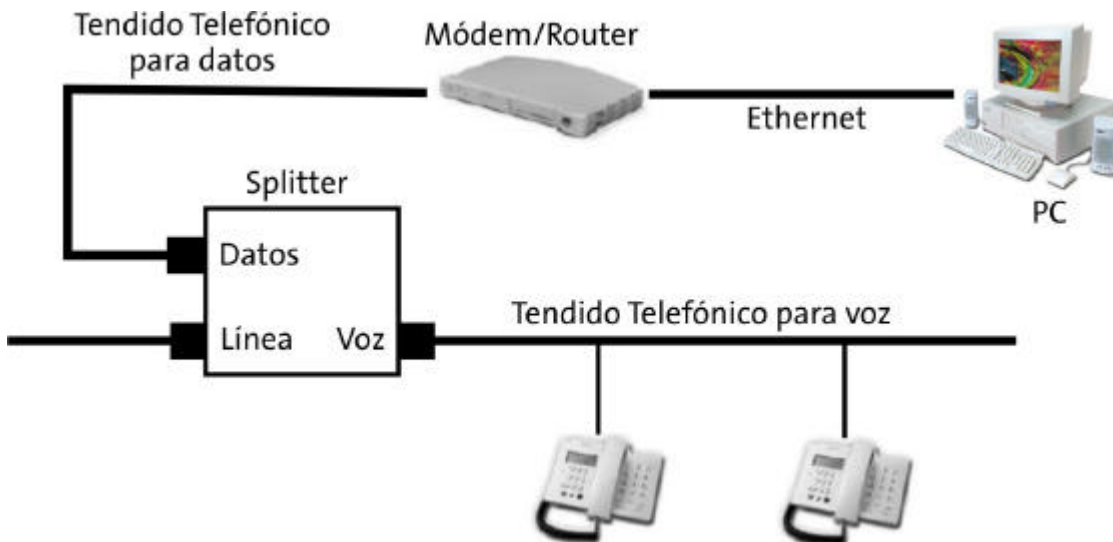 Tendido Telefónico
para datos
Módem/Router
Ethernet
PC
Splitter
Datos
Línea
Voz
Tendido Telefónico para voz